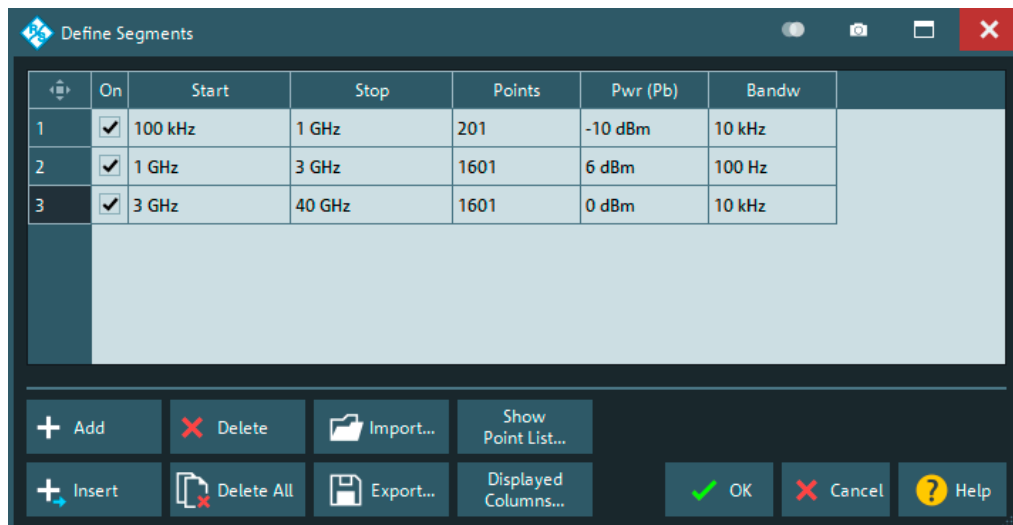 Define Segments
On Start Stop Points Pwr (Pb) Bandw
1 100 kHz 1 GHz 201 -10 dBm 10 kHz
2 1 GHz 3 GHz 1601 6 dBm 100 Hz
3 3 GHz 40 GHz 1601 0 dBm 10 kHz
Add
Delete
Import...
Show
Point List...
Insert
Delete All
Export...
Displayed
Columns...
OK
Cancel
Help